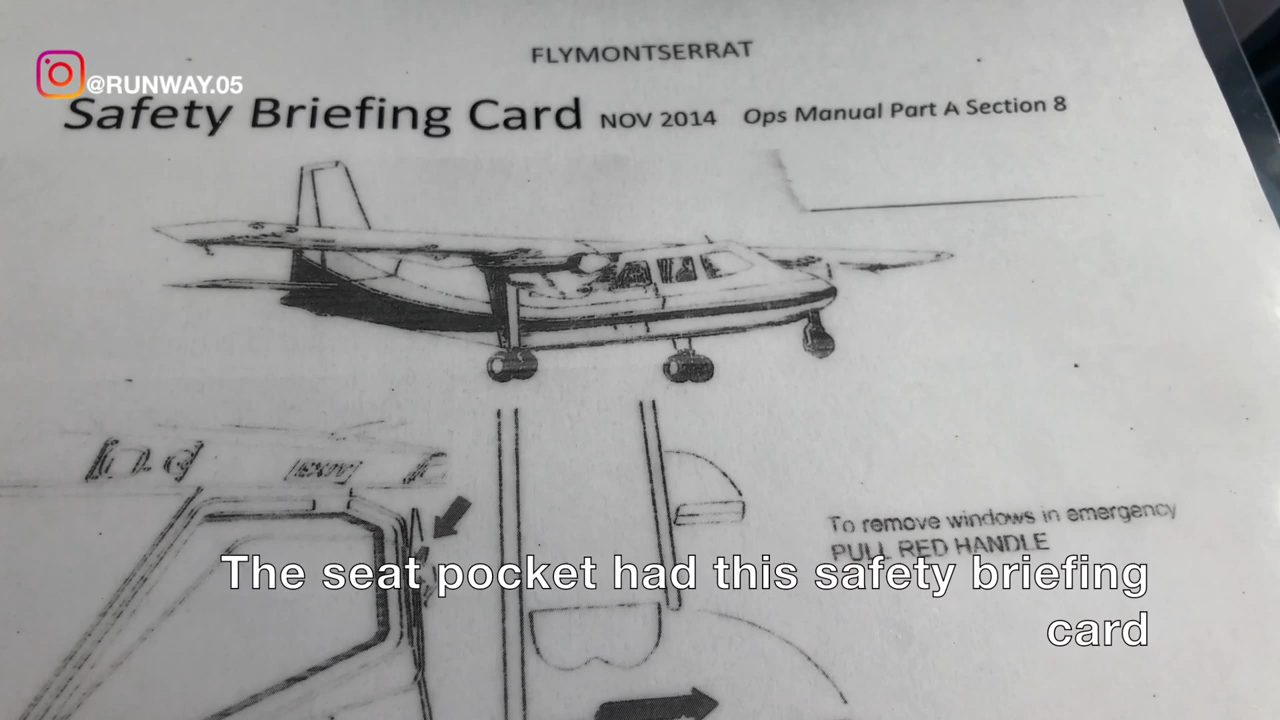 FLYMONTSERRAT
@RUNWAY.05
Safety Briefing Card NOV 2014 Ops Manual Part A Section 8
EXIT
To remove windows in emergency
PULL RED HANDLE
The seat pocket had this safety briefing
card